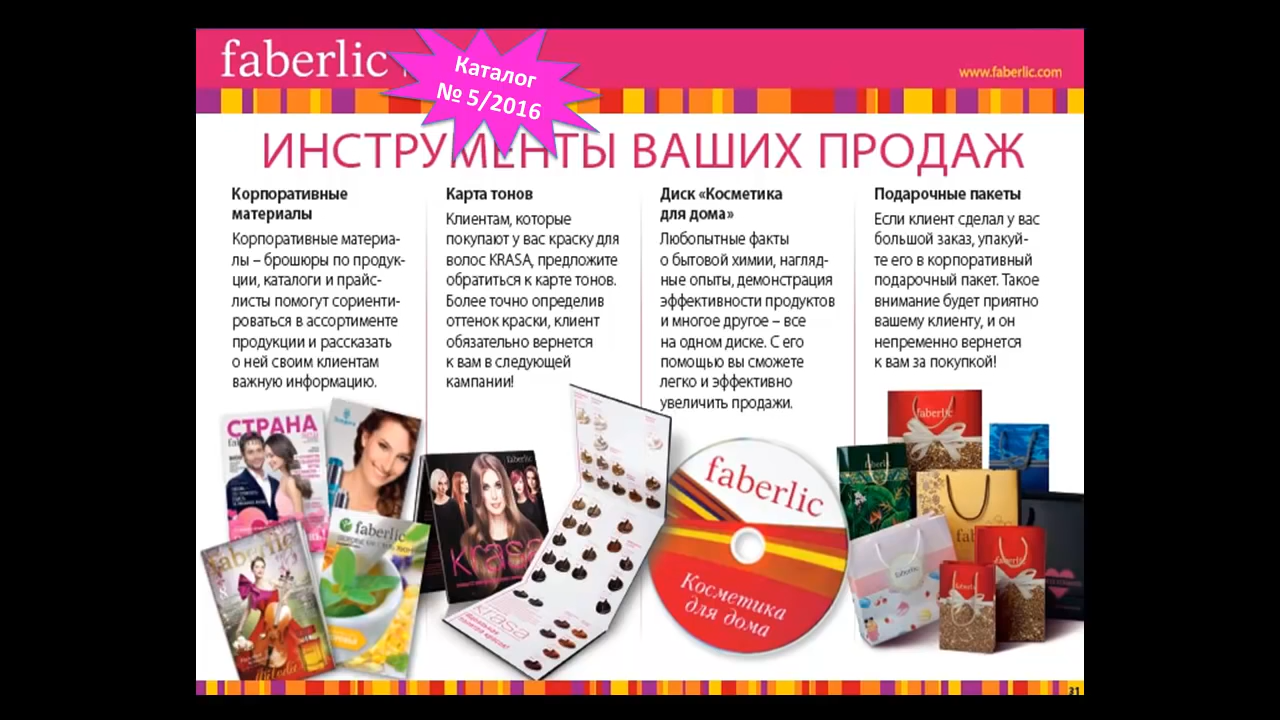 faberlic
Каталог
№ 5/2016
www.faberlic.com
ИНСТРУМЕНТЫ ВАШИХ ПРОДАЖ
Корпоративные
материалы
Корпоративные материа-
лы – брошюры по продук-
ции, каталоги и прайс-
листы помогут сориенти-
роваться в ассортименте
продукции и рассказать
о ней своим клиентам
важную информацию.
Карта тонов
Клиентам, которые
покупают у вас краску для
волос KRASA, предложите
обратиться к карте тонов.
Более точно определив
оттенок краски, клиент
обязательно вернется
к вам в следующей
кампании!
Диск «Косметика
для дома»
Любопытные факты
о бытовой химии, нагляд-
ные опыты, демонстрация
эффективности продуктов
и многое другое – все
на одном диске. С его
помощью вы сможете
легко и эффективно
увеличить продажи.
Подарочные пакеты
Если клиент сделал у вас
большой заказ, упакуй-
те его в корпоративный
подарочный пакет. Такое
внимание будет приятно
вашему клиенту, и он
непременно вернется
к вам за покупкой!
СТРАНА
faberlic
faberlic
faberlic
krasa
krasa
faberlic
Косметика
для дома
faberlic
faberlic
faberlic
31